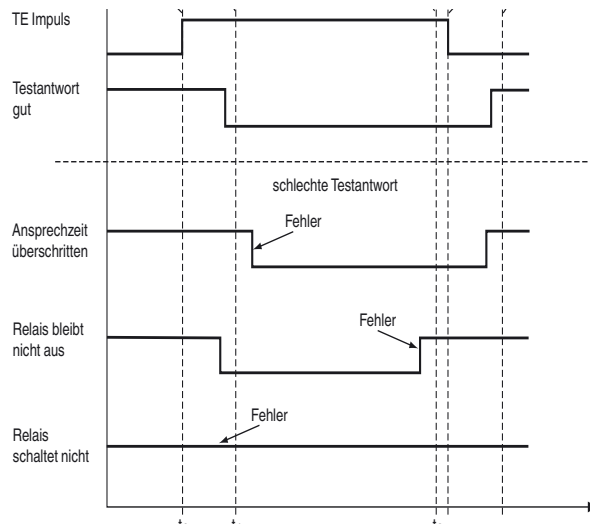 TE Impuls
Testantwort
gut
schlechte Testantwort
Ansprechzeit
überschritten
Fehler
Relais bleibt
nicht aus
Fehler
Relais
schaltet nicht
Fehler